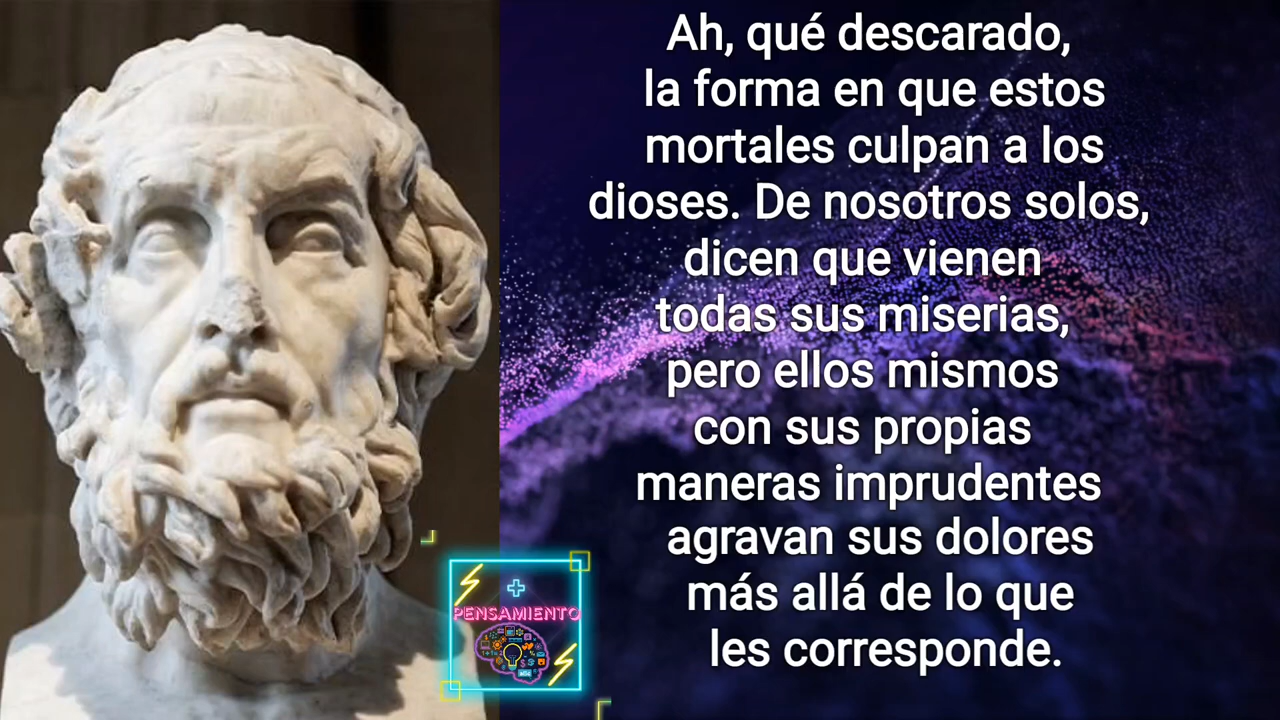 Ah, qué descarado,
la forma en que estos
mortales culpan a los
dioses. De nosotros solos,
dicen que vienen
todas sus miserias,
pero ellos mismos
con sus propias
maneras imprudentes
agravan sus dolores
más allá de lo que
les corresponde.
+
PENSAMIENTO